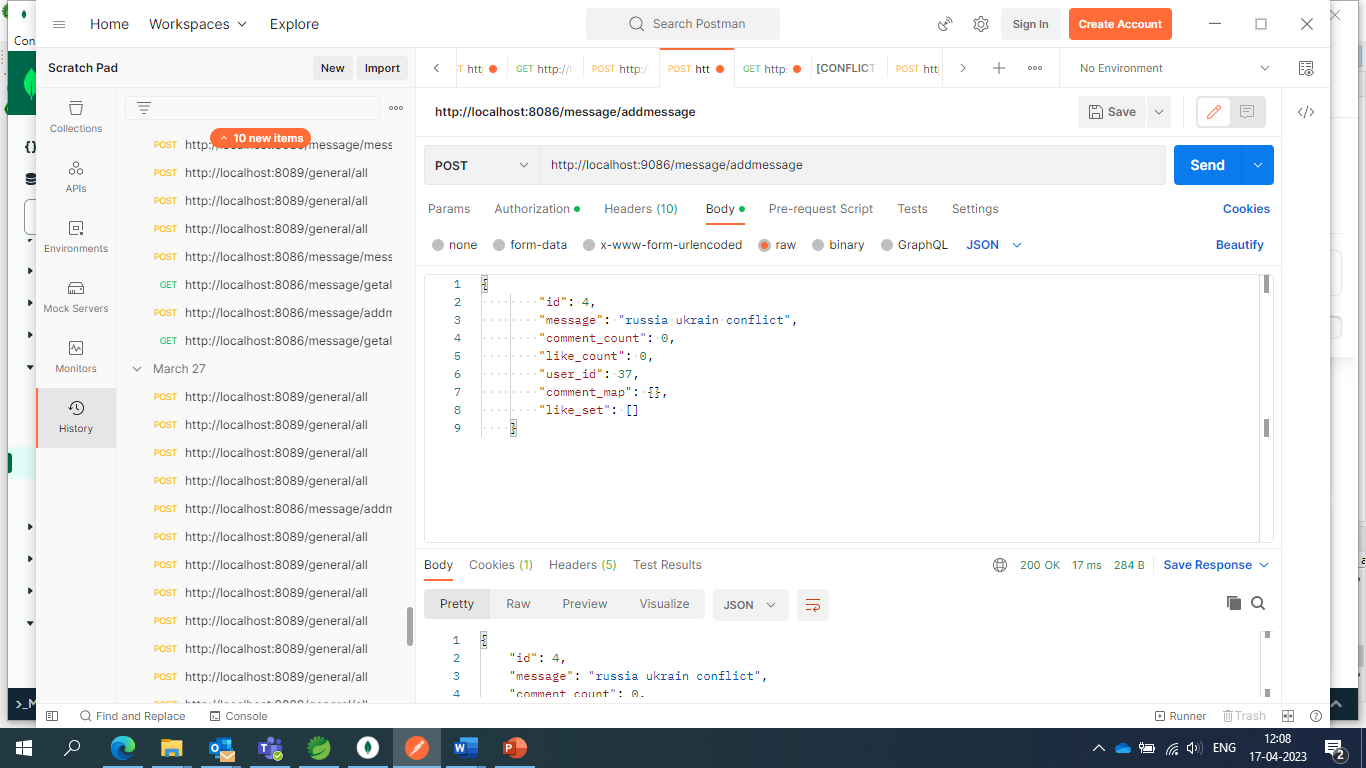 Con
Home Workspaces Explore
Search Postman
Sign In Create Account
Scratch Pad New Import
GET http://
POST http:/
POST htt
GET http:
[CONFLICT
POST htt
No Environment
Collections
APIs
Environments
Mock Servers
Monitors
History
10 new items
POST http://localhost:8086/message/mess
POST http://localhost:8089/general/all
POST http://localhost:8089/general/all
POST http://localhost:8089/general/all
POST http://localhost:8086/message/mess
GET http://localhost:8086/message/getal
POST http://localhost:8086/message/addm
GET http://localhost:8086/message/getal
March 27
POST http://localhost:8089/general/all
POST http://localhost:8089/general/all
POST http://localhost:8089/general/all
POST http://localhost:8089/general/all
POST http://localhost:8086/message/addm
POST http://localhost:8089/general/all
POST http://localhost:8089/general/all
POST http://localhost:8089/general/all
POST http://localhost:8089/general/all
POST http://localhost:8089/general/all
POST http://localhost:8089/general/all
POST http://localhost:8089/general/all
http://localhost:8086/message/addmessage
Save
POST http://localhost:9086/message/addmessage Send
Params Authorization Headers (10) Body Pre-request Script Tests Settings Cookies
none form-data x-www-form-urlencoded raw binary GraphQL JSON Beautify
1 {
2 "id": 4,
3 "message": "russia ukrain conflict",
4 "comment_count": 0,
5 "like_count": 0,
6 "user_id": 37,
7 "comment_map": {},
8 "like_set": []
9 }
Body Cookies (1) Headers (5) Test Results 200 OK 17 ms 284 B Save Response
Pretty Raw Preview Visualize JSON
1 {
2 "id": 4,
3 "message": "russia ukrain conflict",
4 "comment_count": 0,
Find and Replace Console Runner Trash
ENG
12:08
17-04-2023
2